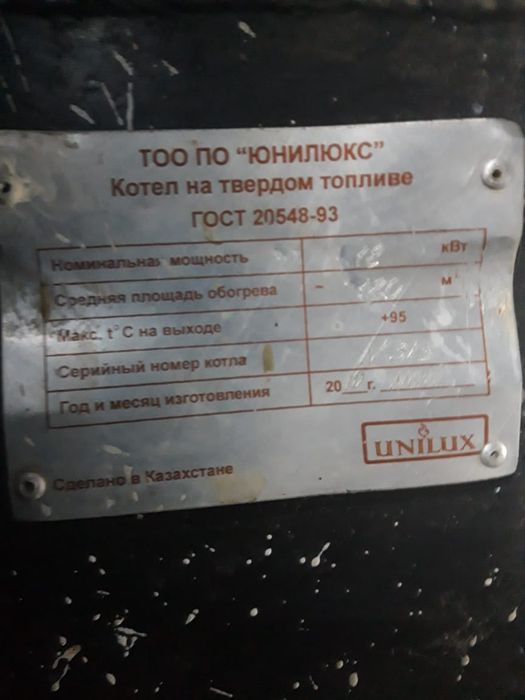 ТОО ПО "ЮНИЛЮКС"
Котел на твердом топливе
ГОСТ 20548-93
Номинальная мощность кВт
Средняя площадь обогрева ~ м²
Макс. t°С на выходе +95
Серийный номер котла
Год и месяц изготовления 20 г.
UNILUX
Сделано в Казахстане